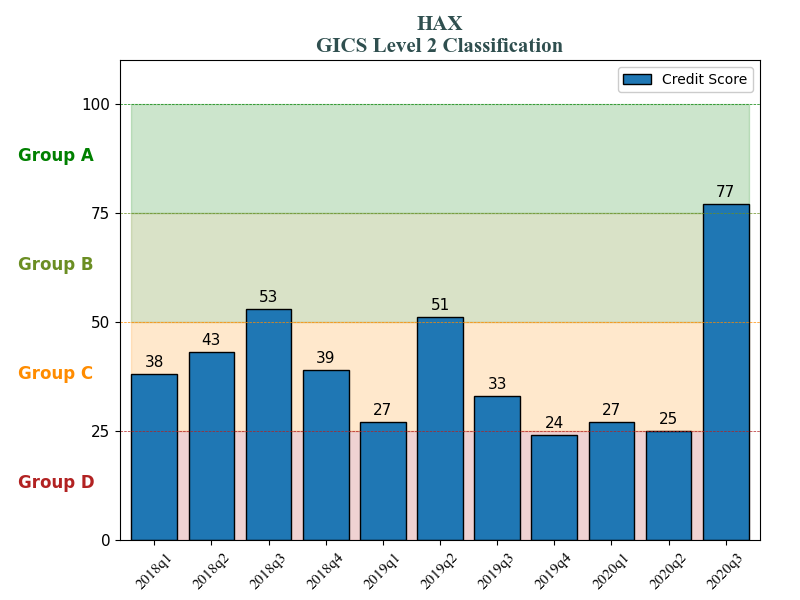 HAX
GICS Level 2 Classification
Credit Score
100
Group A
77
75
Group B
53
51
50
43
39
38
Group C
33
27
27
25
24
25
Group D
0
2018q1 2018q2 2018q3 2018q4 2019q1 2019q2 2019q3 2019q4 2020q1 2020q2 2020q3